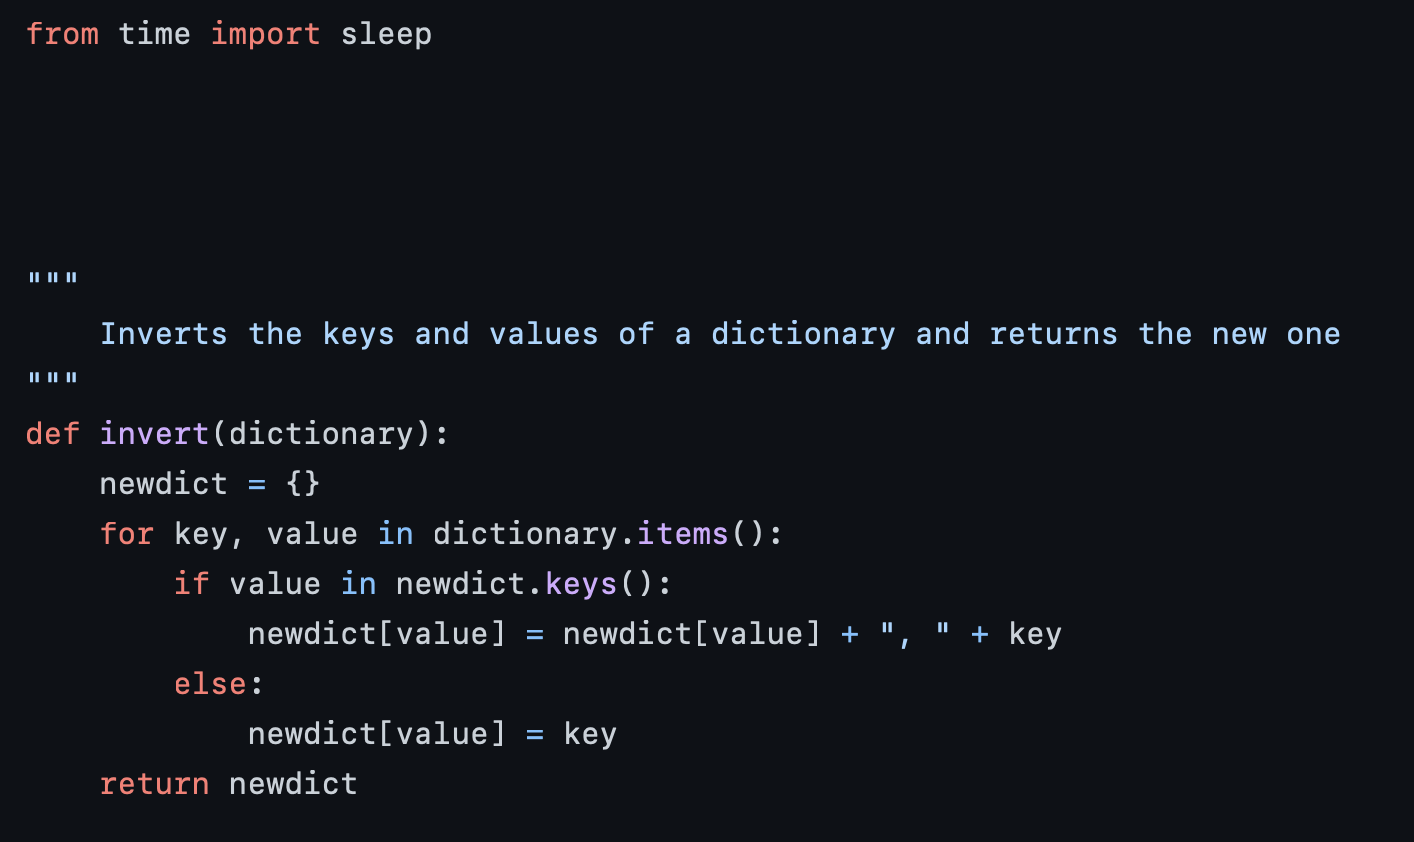 from time import sleep
"""
    Inverts the keys and values of a dictionary and returns the new one
"""
def invert(dictionary):
    newdict = {}
    for key, value in dictionary.items():
        if value in newdict.keys():
            newdict[value] = newdict[value] + ", " + key
        else:
            newdict[value] = key
    return newdict